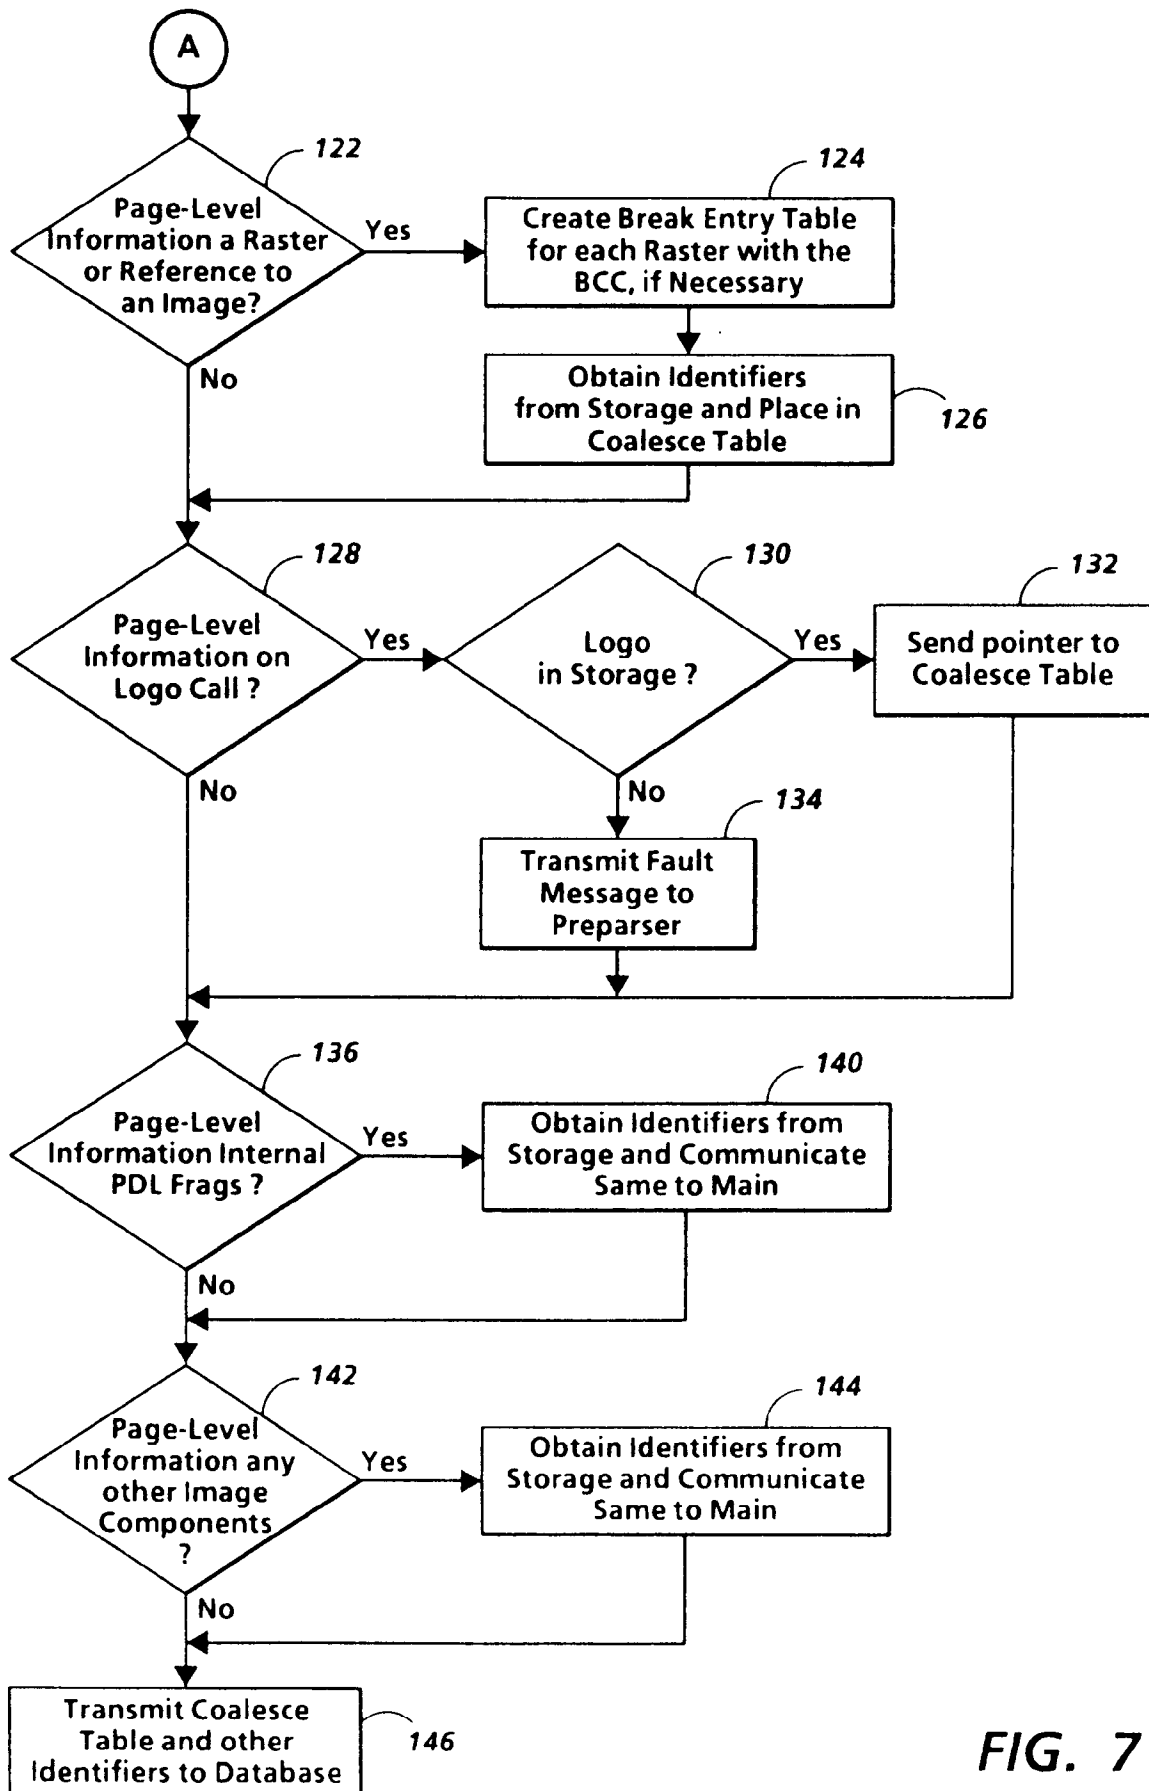 A
122
Page-Level
Information a Raster
or Reference to
an Image?
Yes
No
124
Create Break Entry Table
for each Raster with the
BCC, if Necessary
Obtain Identifiers
from Storage and Place in
Coalesce Table
126
128
Page-Level
Information on
Logo Call ?
Yes
No
130
Logo
in Storage ?
Yes
No
132
Send pointer to
Coalesce Table
134
Transmit Fault
Message to
Preparser
136
Page-Level
Information Internal
PDL Frags ?
Yes
No
140
Obtain Identifiers from
Storage and Communicate
Same to Main
142
Page-Level
Information any
other Image
Components
?
Yes
No
144
Obtain Identifiers from
Storage and Communicate
Same to Main
Transmit Coalesce
Table and other
Identifiers to Database
146
FIG. 7